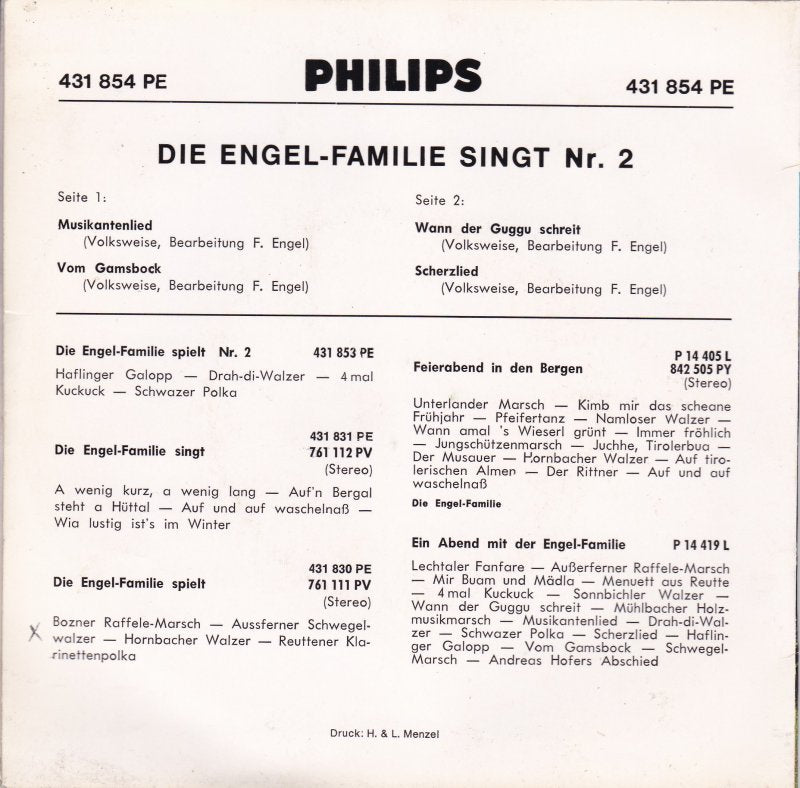 431 854 PE
PHILIPS
431 854 PE
DIE ENGEL-FAMILIE SINGT Nr. 2
Seite 1:
Musikantenlied
(Volksweise, Bearbeitung F. Engel)
Vom Gamsbock
(Volksweise, Bearbeitung F. Engel)
Seite 2:
Wann der Guggu schreit
(Volksweise, Bearbeitung F. Engel)
Scherzlied
(Volksweise, Bearbeitung F. Engel)
Die Engel-Familie spielt Nr. 2 431 853 PE
Haflinger Galopp — Drah-di-Walzer — 4 mal
Kuckuck — Schwazer Polka
431 831 PE
Die Engel-Familie singt 761 112 PV
(Stereo)
A wenig kurz, a wenig lang — Auf'n Bergal
steht a Hüttal — Auf und auf waschelnaß —
Wia lustig ist's im Winter
431 830 PE
Die Engel-Familie spielt 761 111 PV
(Stereo)
Bozner Raffele-Marsch — Aussferner Schwegel-
X walzer — Hornbacher Walzer — Reuttener Kla-
rinettenpolka
P 14 405 L
Feierabend in den Bergen 842 505 PY
(Stereo)
Unterlander Marsch — Kimb mir das scheane
Frühjahr — Pfeifertanz — Namloser Walzer —
Wann amal 's Wieserl grünt — Immer fröhlich
— Jungschützenmarsch — Juchhe, Tirolerbua —
Der Musauer — Hornbacher Walzer — Auf tiro-
lerischen Almen — Der Rittner — Auf und auf
waschelnaß
Die Engel-Familie
Ein Abend mit der Engel-Familie P 14 419 L
Lechtaler Fanfare — Außerferner Raffele-Marsch
— Mir Buam und Mädla — Menuett aus Reutte
— 4 mal Kuckuck — Sonnbichler Walzer —
Wann der Guggu schreit — Mühlbacher Holz-
musikmarsch — Musikantenlied — Drah-di-Wal-
zer — Schwazer Polka — Scherzlied — Haflin-
ger Galopp — Vom Gamsbock — Schwegel-
Marsch — Andreas Hofers Abschied
Druck: H. & L. Menzel